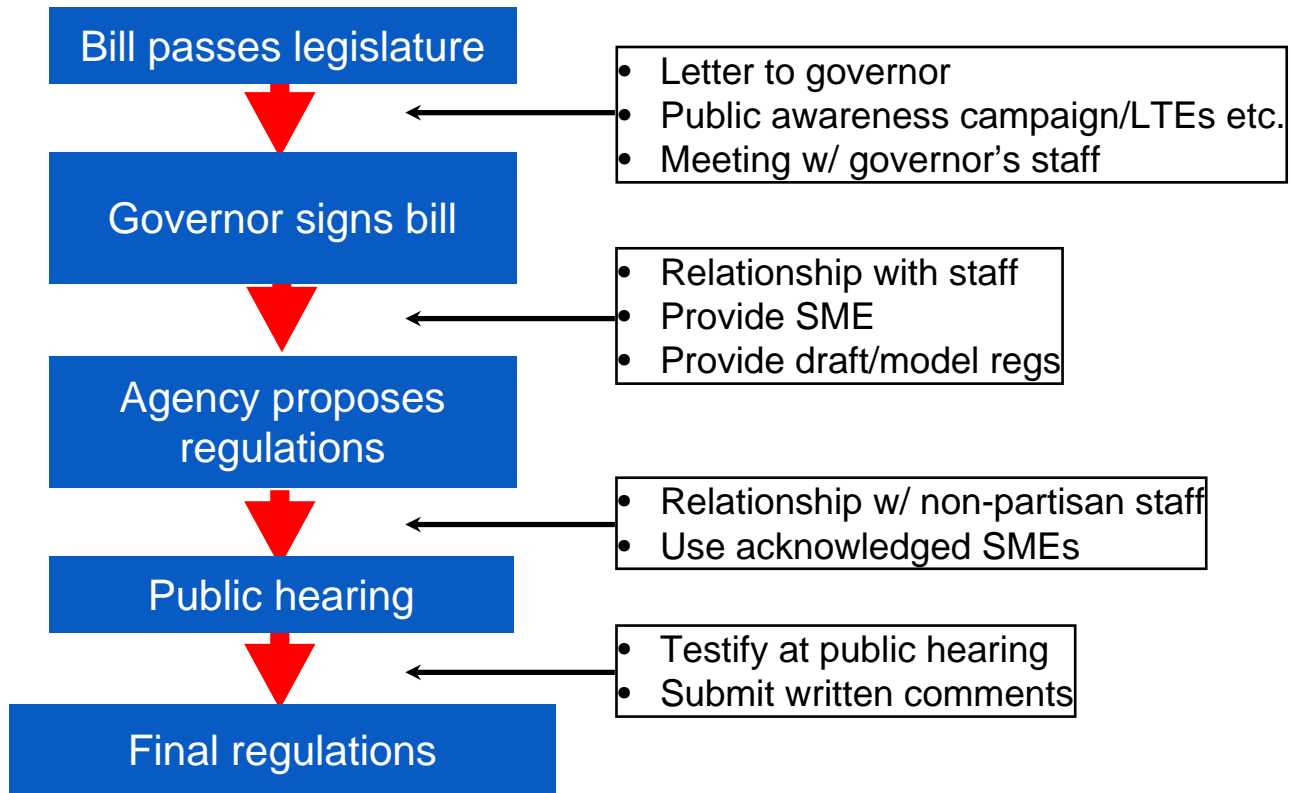 Bill passes legislature
• Letter to governor
• Public awareness campaign/LTEs etc.
• Meeting w/ governor’s staff
Governor signs bill
• Relationship with staff
• Provide SME
• Provide draft/model regs
Agency proposes
regulations
• Relationship w/ non-partisan staff
• Use acknowledged SMEs
Public hearing
• Testify at public hearing
• Submit written comments
Final regulations